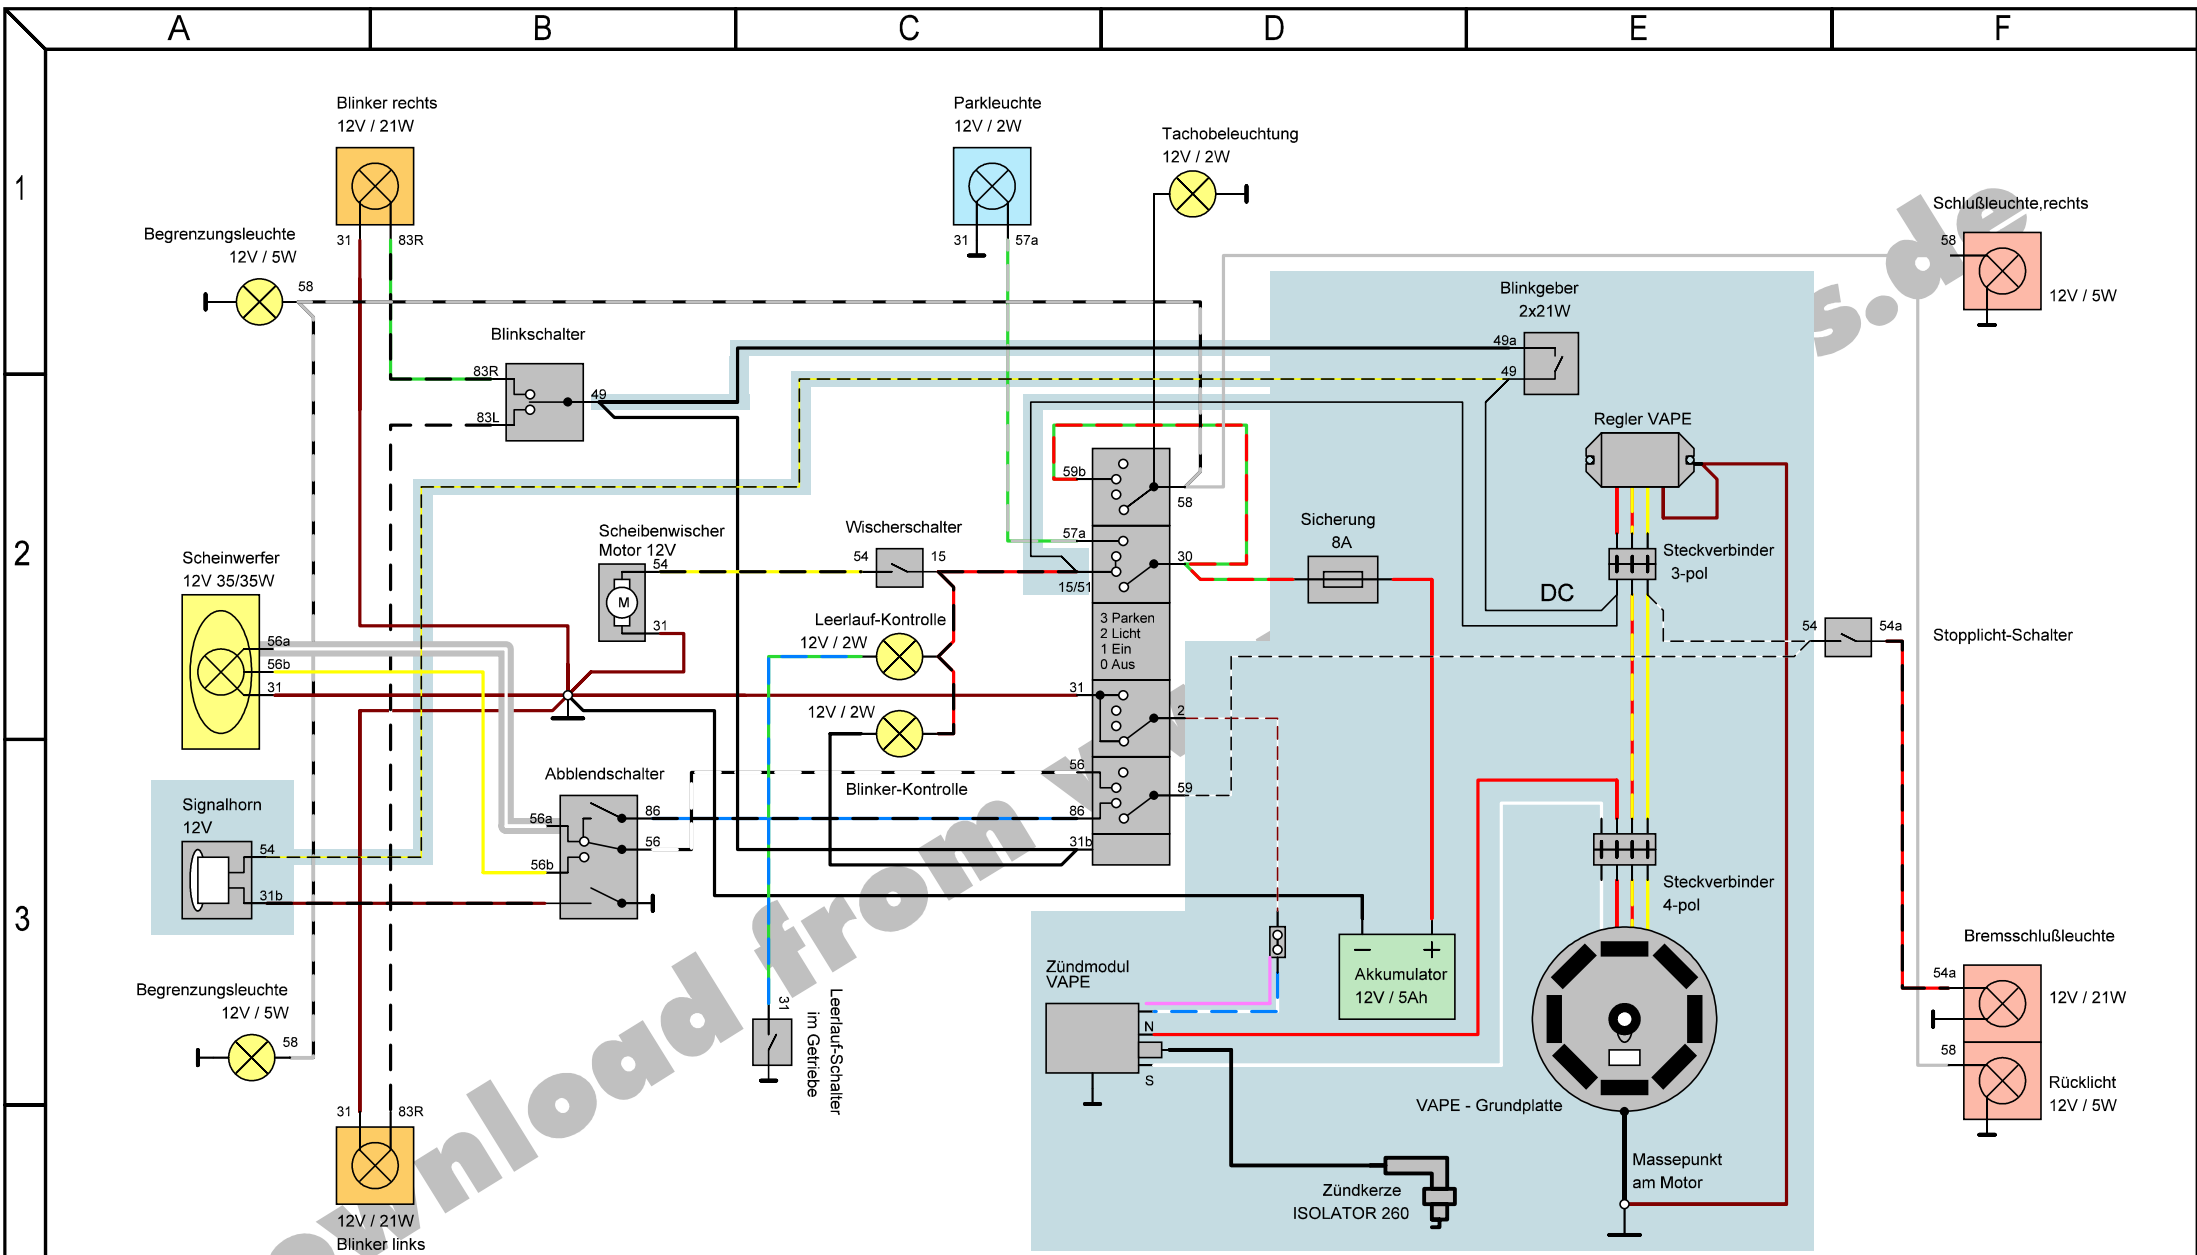 A B C D E F
1
2
3
Blinker rechts
12V / 21W
31
83R
Parkleuchte
12V / 2W
31
57a
Tachobeleuchtung
12V / 2W
Schlußleuchte,rechts
58
12V / 5W
Begrenzungsleuchte
12V / 5W
58
Blinkgeber
2x21W
49a
49
Blinkschalter
83R
83L
49
Regler VAPE
59b
58
57a
30
15/51
3 Parken
2 Licht
1 Ein
0 Aus
31
2
56
59
86
31b
Sicherung
8A
Steckverbinder
3-pol
DC
54
54a
Stopplicht-Schalter
Scheibenwischer
Motor 12V
54
M
31
Wischerschalter
54
15
Scheinwerfer
12V 35/35W
56a
56b
31
Leerlauf-Kontrolle
12V / 2W
12V / 2W
Blinker-Kontrolle
Abblendschalter
56a
56b
86
56
Signalhorn
12V
54
31b
Steckverbinder
4-pol
Akkumulator
12V / 5Ah
− +
Zündmodul
VAPE
N
S
Leerlauf-Schalter
im Getriebe
31
Begrenzungsleuchte
12V / 5W
58
Bremsschlußleuchte
54a
12V / 21W
58
Rücklicht
12V / 5W
VAPE - Grundplatte
Massepunkt
am Motor
Zündkerze
ISOLATOR 260
31
83R
12V / 21W
Blinker links
ownload from w s.de